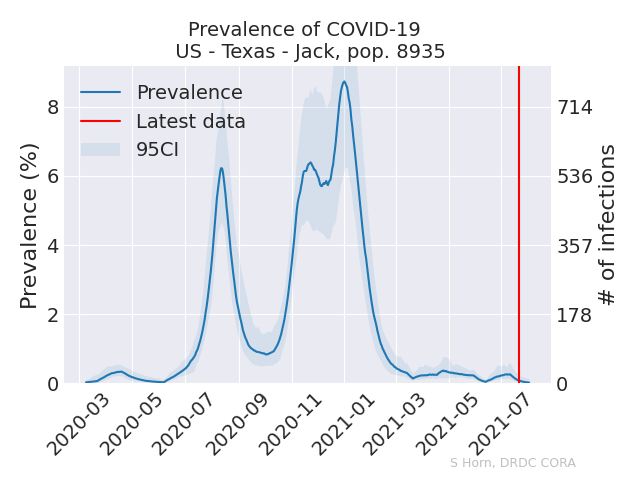 Prevalence of COVID-19
US - Texas - Jack, pop. 8935
Prevalence
Latest data
95CI
Prevalence (%)
8
6
4
2
0
714
536
357
178
0
# of infections
2020-03
2020-05
2020-07
2020-09
2020-11
2021-01
2021-03
2021-05
2021-07
S Horn, DRDC CORA